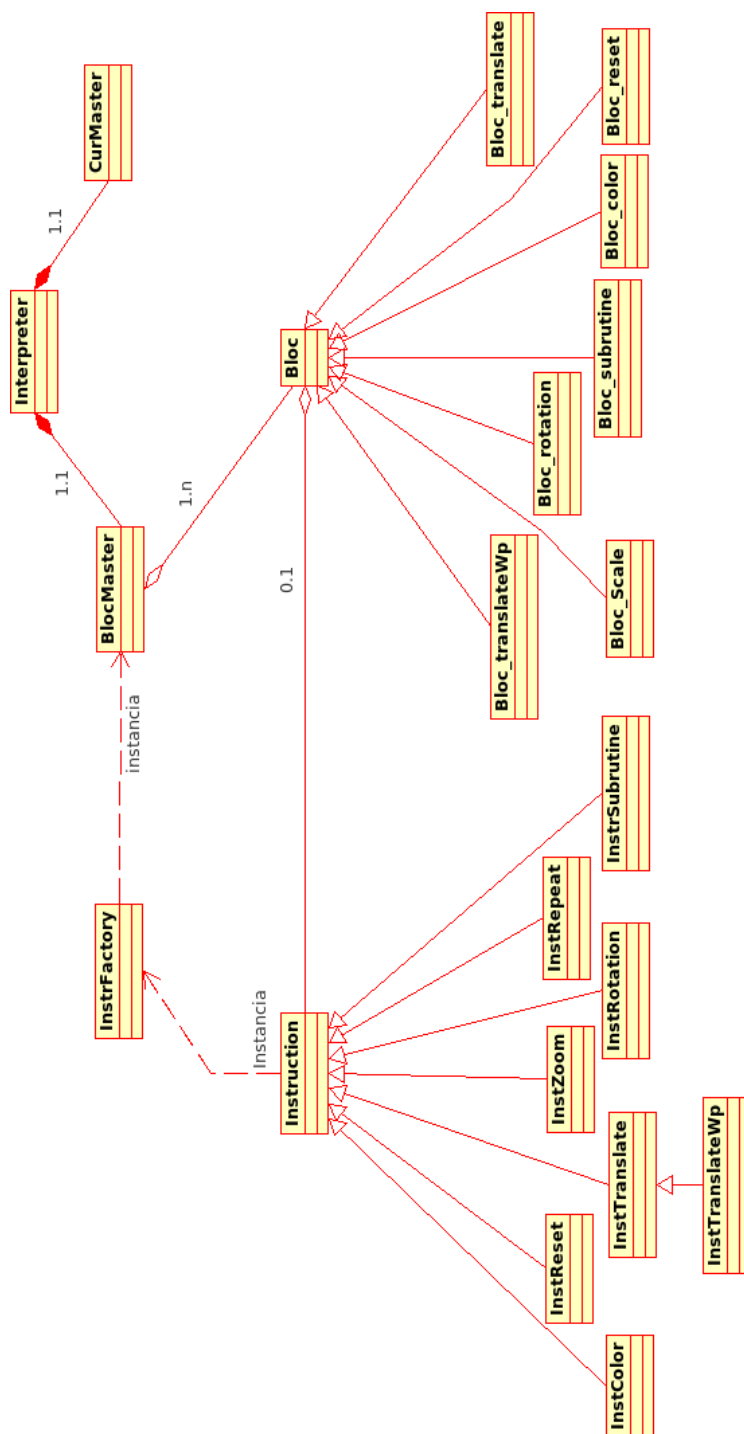 Interpreter
1.1
1.1
CurMaster
InstrFactory
instancia
BlocMaster
1.n
Instancia
Instruction
0.1
Bloc
InstColor
InstReset
InstTranslate
InstTranslateWp
InstZoom
InstRotation
InstRepeat
InstrSubrutine
Bloc_translateWp
Bloc_Scale
Bloc_rotation
Bloc_subrutine
Bloc_color
Bloc_reset
Bloc_translate